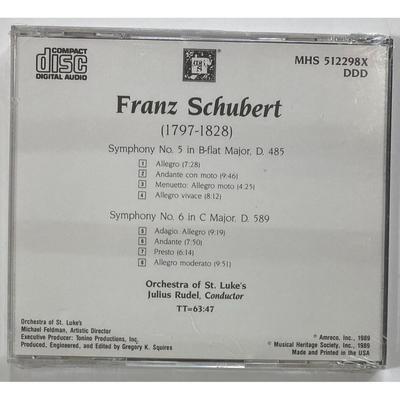 COMPACT
disc
DIGITAL AUDIO
MHS 512298X
DDD
Franz Schubert
(1797-1828)
Symphony No. 5 in B-flat Major, D. 485
1 Allegro (7:28)
2 Andante con moto (9:46)
3 Menuetto: Allegro moto (4:25)
4 Allegro vivace (8:12)
Symphony No. 6 in C Major, D. 589
5 Adagio. Allegro (9:19)
6 Andante (7:50)
7 Presto (6:14)
8 Allegro moderato (9:51)
Orchestra of St. Luke's
Julius Rudel, Conductor
TT=63:47
Orchestra of St. Luke's
Michael Feldman, Artistic Director
Executive Producer: Tonino Productions, Inc.
Produced, Engineered, and Edited by Gregory K. Squires
℗ Amreco, Inc., 1989
© Musical Heritage Society, Inc., 1989
Made and Printed in the USA